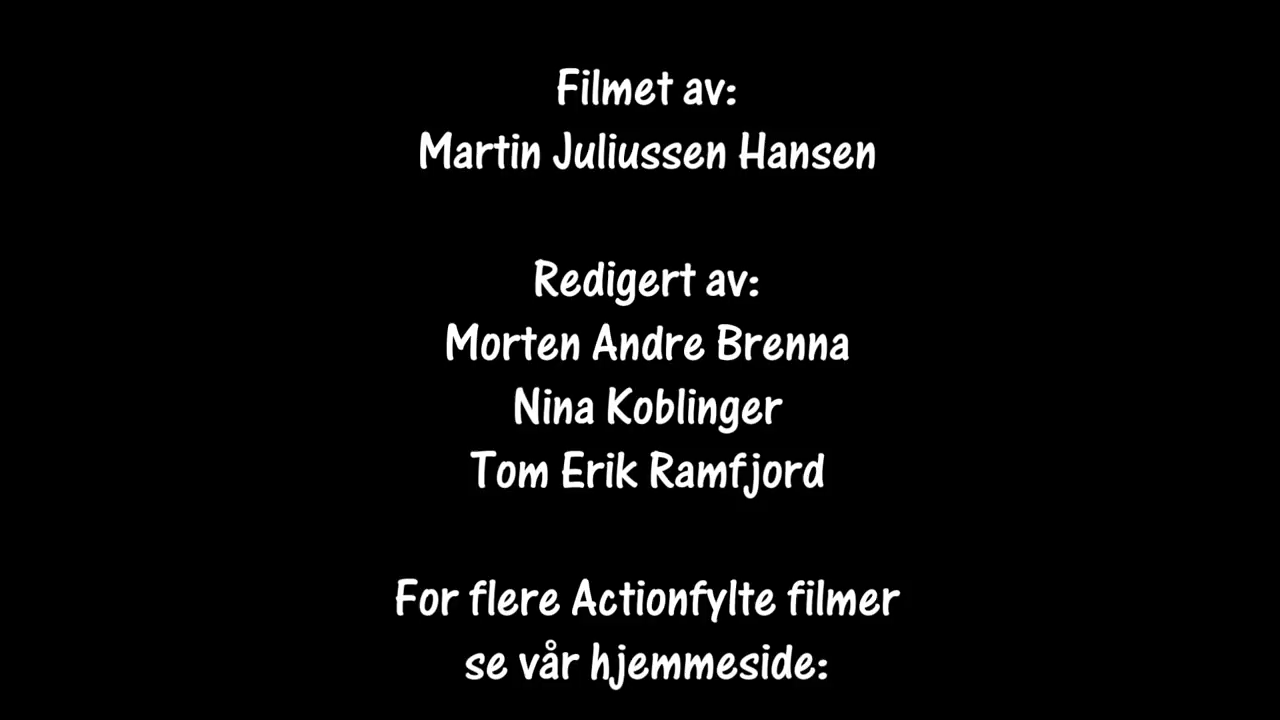 Filmet av:
Martin Juliussen Hansen
Redigert av:
Morten Andre Brenna
Nina Koblinger
Tom Erik Ramfjord
For flere Actionfylte filmer
se vår hjemmeside: